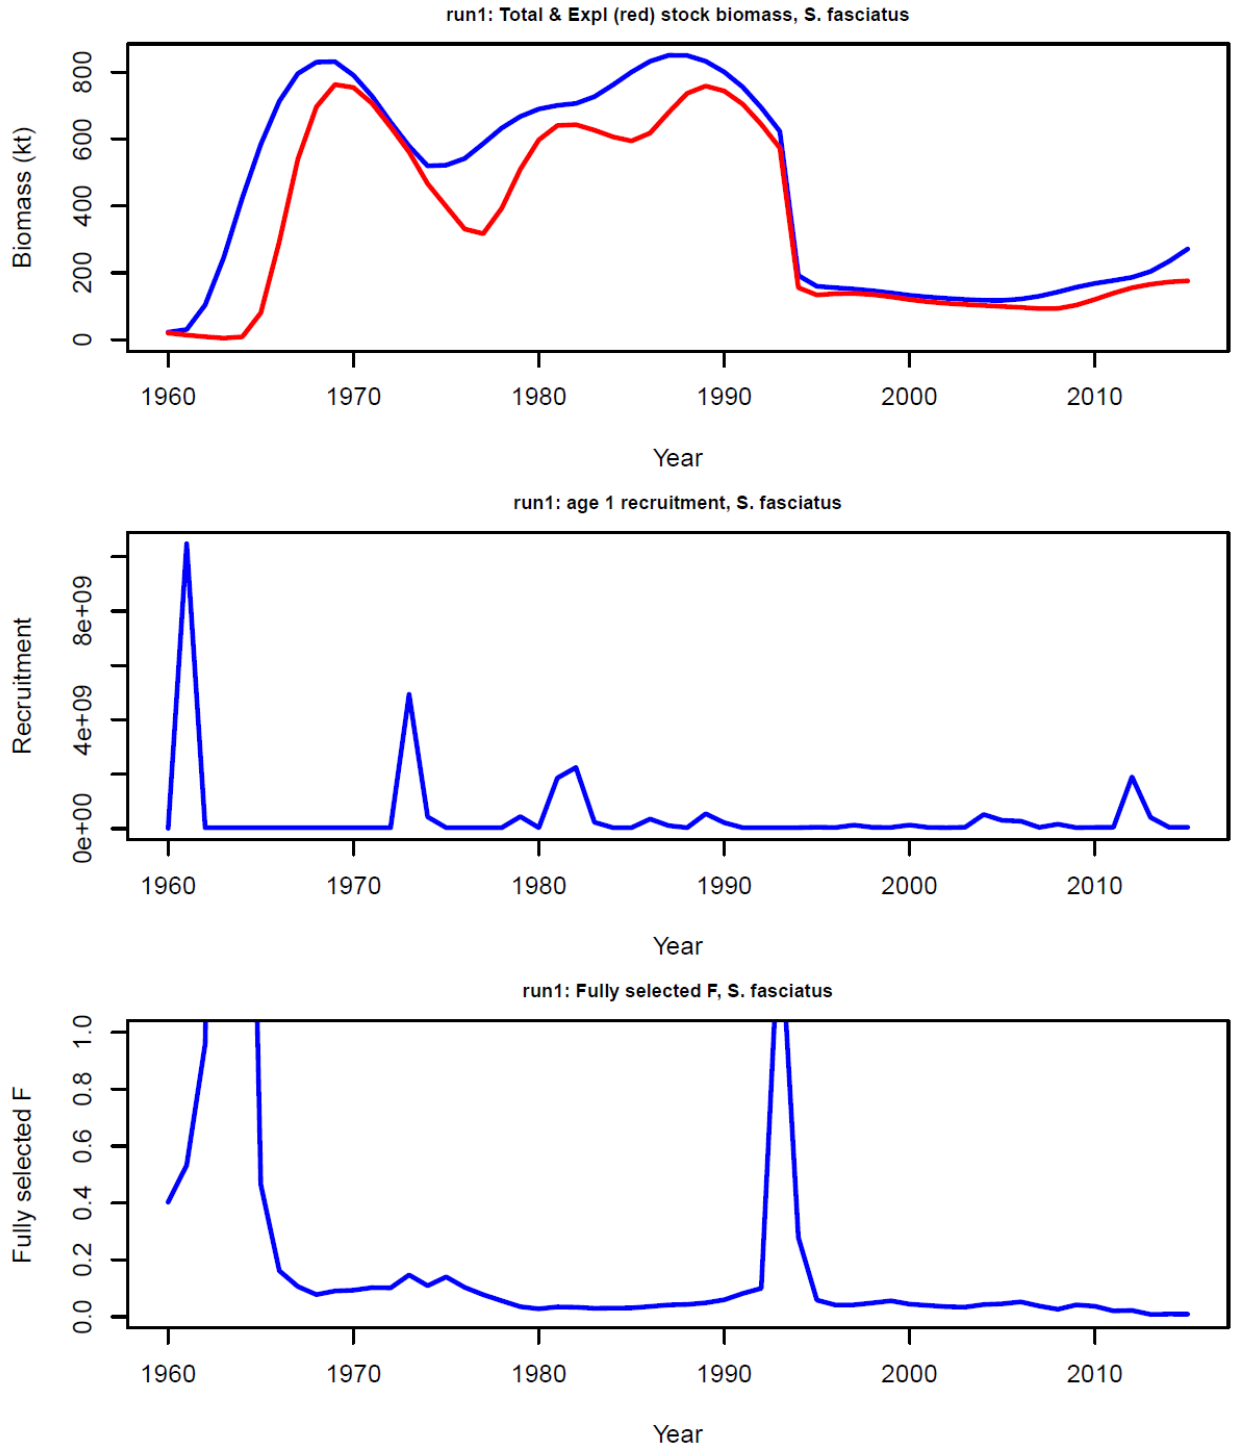 run1: Total & Expl (red) stock biomass, S. fasciatus
Biomass (kt)
800
600
400
200
0
1960 1970 1980 1990 2000 2010
Year
run1: age 1 recruitment, S. fasciatus
Recruitment
8e+09
4e+09
0e+00
1960 1970 1980 1990 2000 2010
Year
run1: Fully selected F, S. fasciatus
Fully selected F
1.0
0.8
0.6
0.4
0.2
0.0
1960 1970 1980 1990 2000 2010
Year